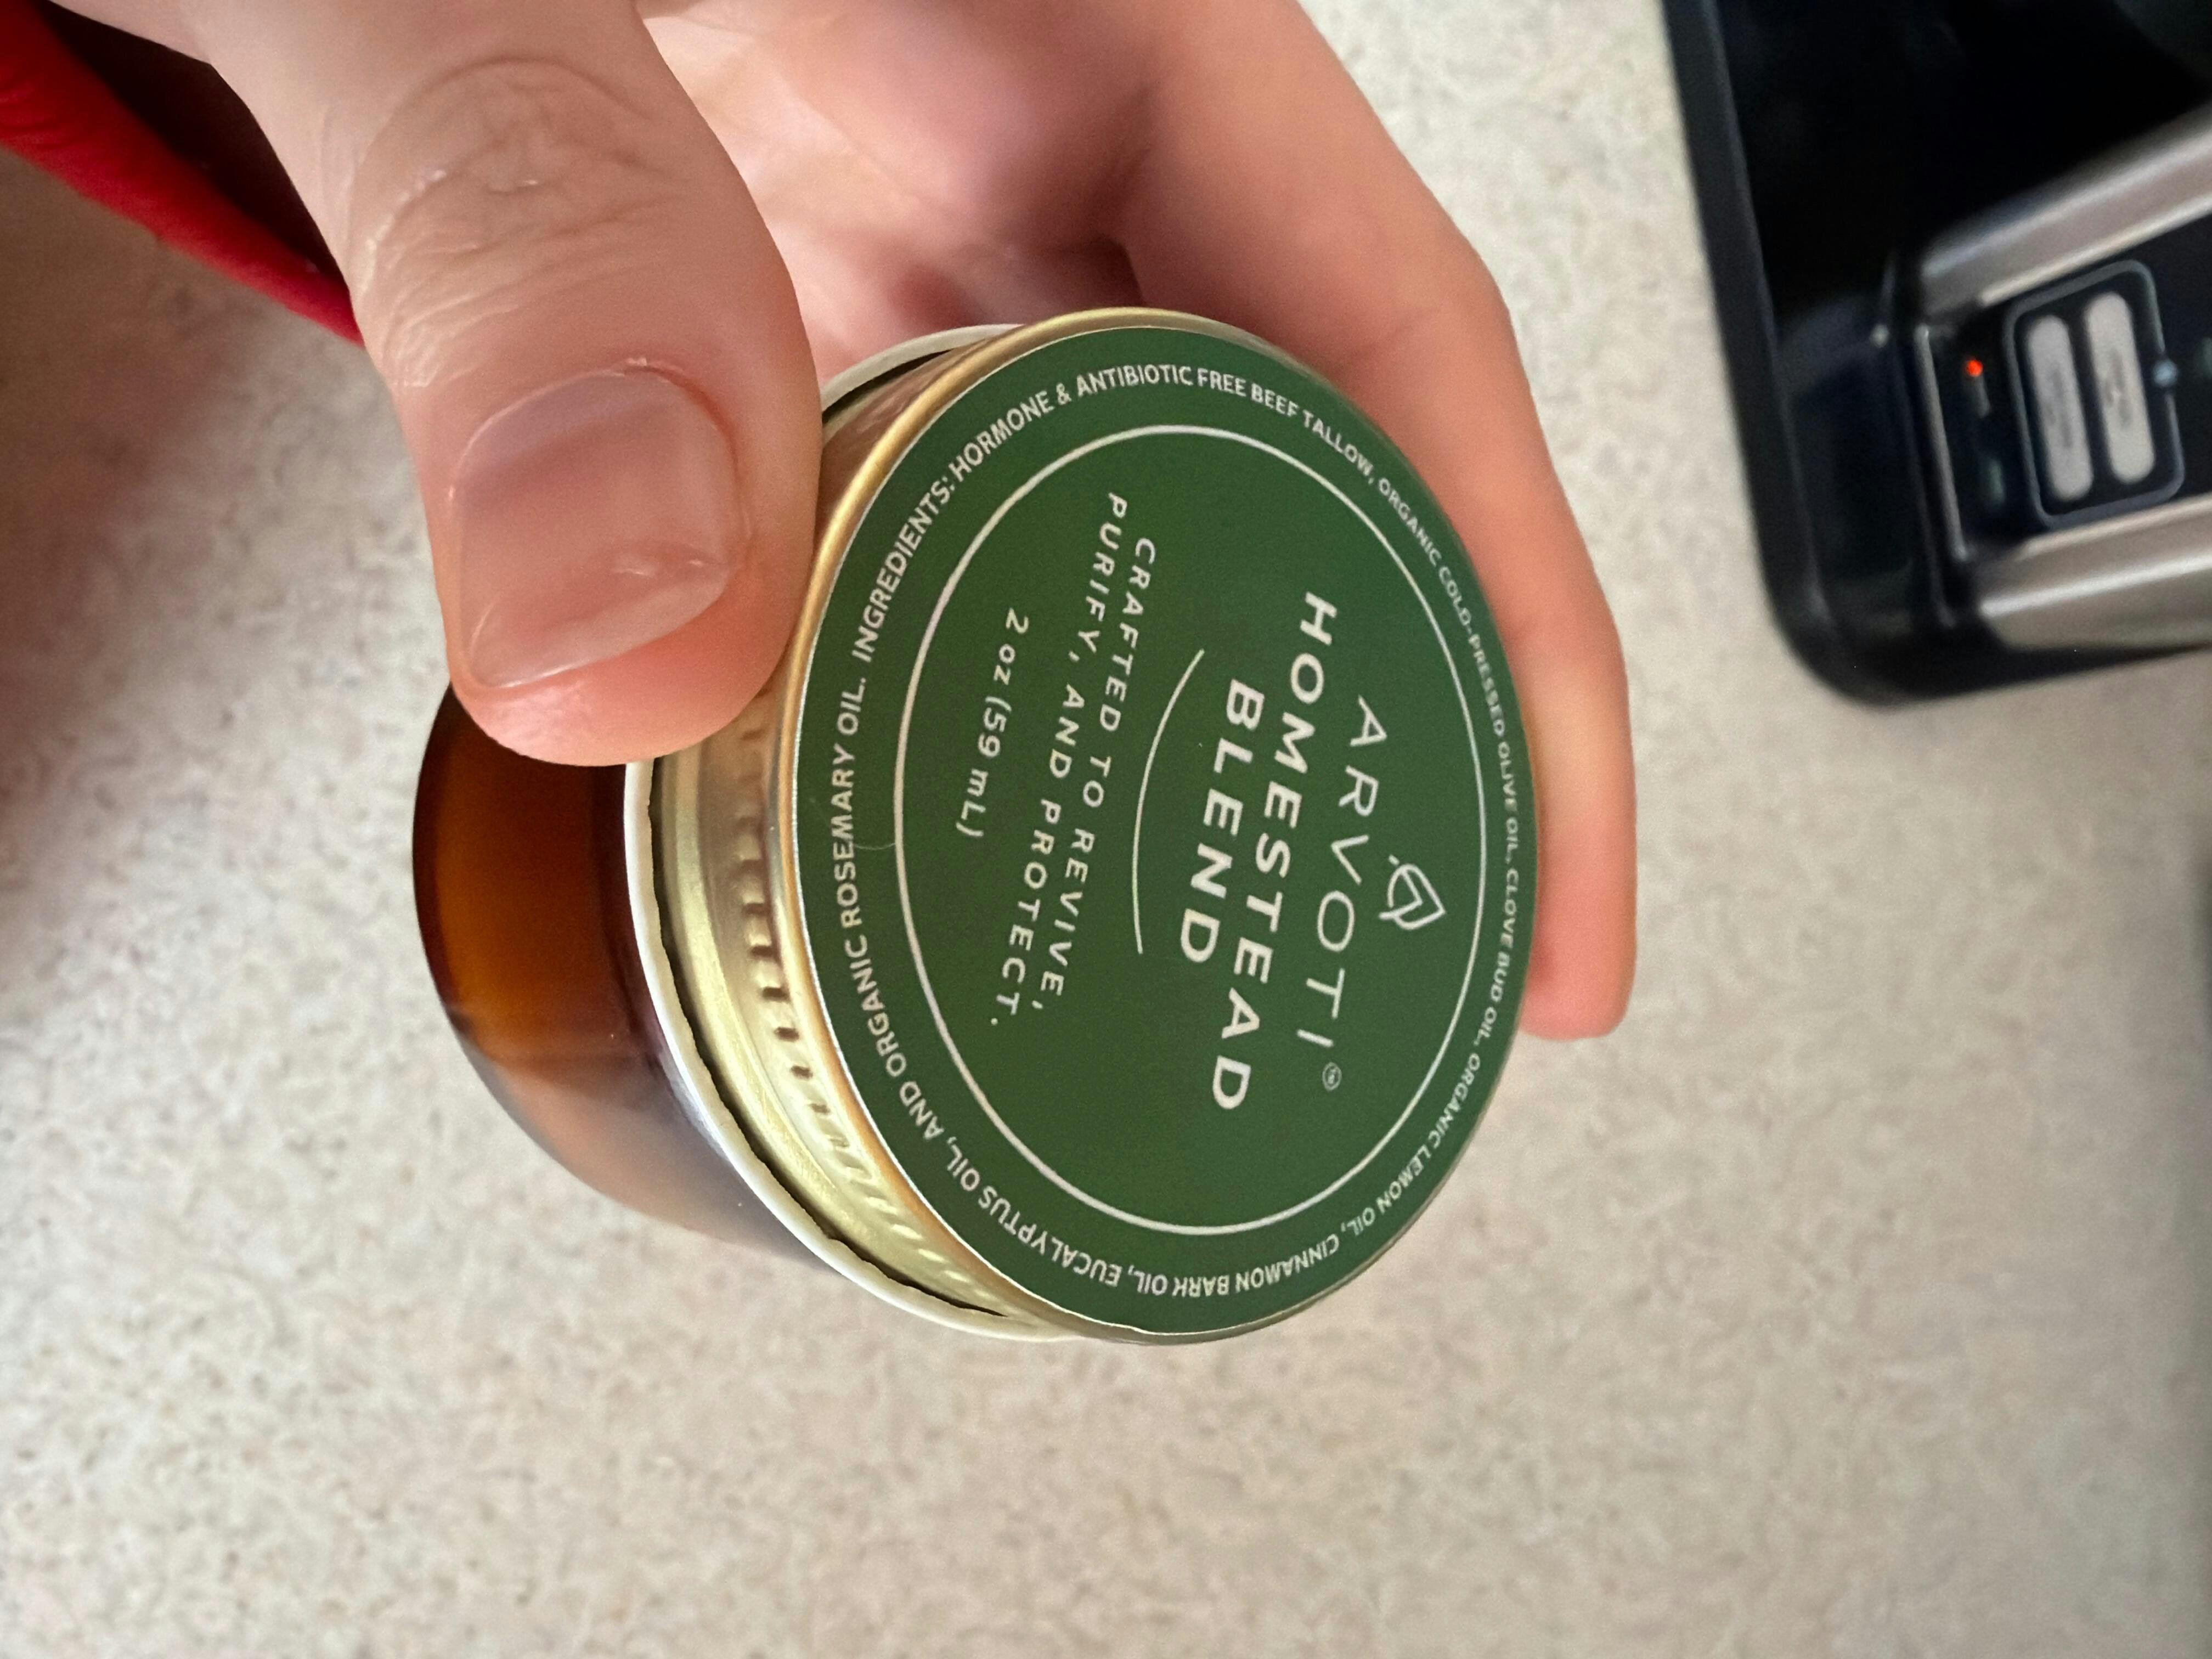 ARVOTI®
HOMESTEAD
BLEND
CRAFTED TO REVIVE,
PURIFY, AND PROTECT.
2 oz (59 mL)
INGREDIENTS: HORMONE & ANTIBIOTIC FREE BEEF TALLOW, ORGANIC COLD-PRESSED OLIVE OIL, CLOVE BUD OIL, ORGANIC LEMON OIL, CINNAMON BARK OIL, EUCALYPTUS OIL, AND ORGANIC ROSEMARY OIL.